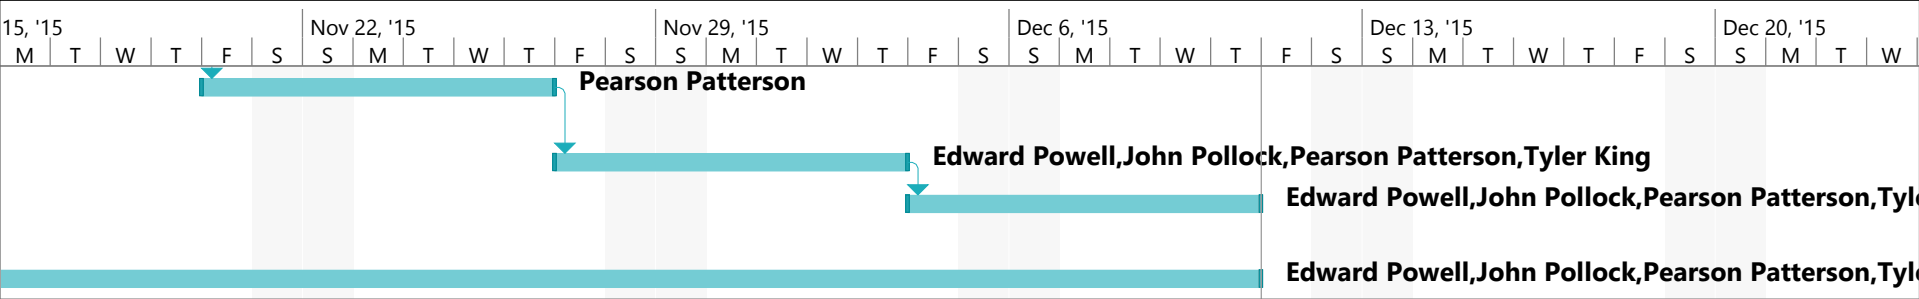 15, '15 Nov 22, '15 Nov 29, '15 Dec 6, '15 Dec 13, '15 Dec 20, '15
M T W T F S S M T W T F S S M T W T F S S M T W T F S S M T W T F S S M T W
Pearson Patterson
Edward Powell,John Pollock,Pearson Patterson,Tyler King
Edward Powell,John Pollock,Pearson Patterson,Tyl
Edward Powell,John Pollock,Pearson Patterson,Tyl